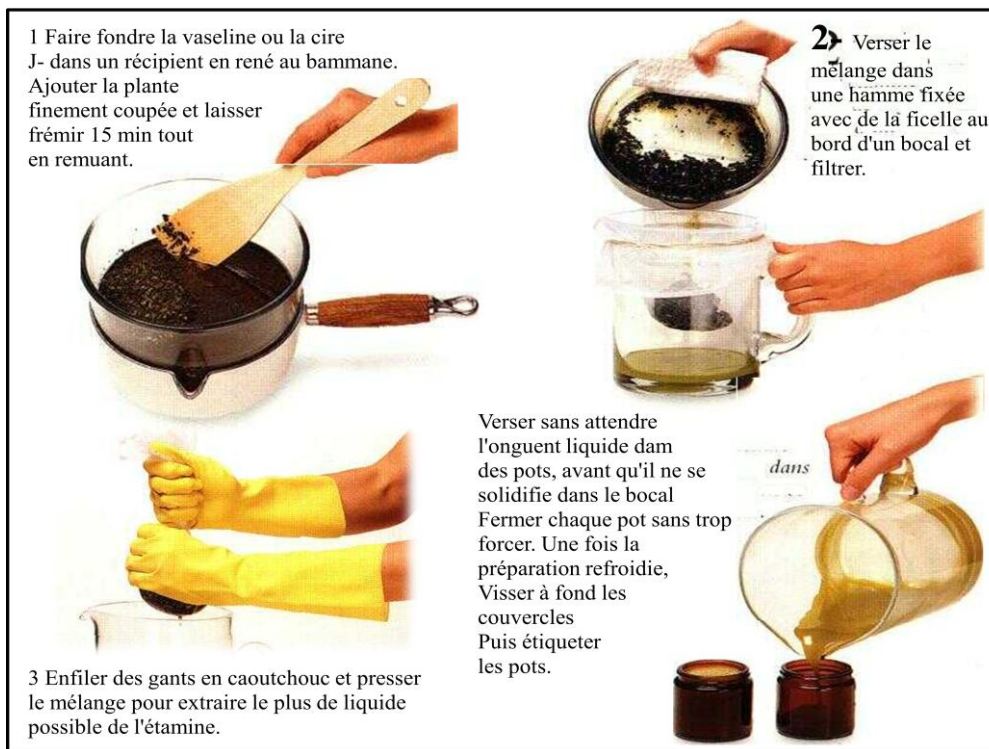 1 Faire fondre la vaseline ou la cire
J- dans un récipient en rené au bammane.
Ajouter la plante
finement coupée et laisser
frémir 15 min tout
en remuant.
2 Verser le
mélange dans
une hamme fixée
avec de la ficelle au
bord d'un bocal et
filtrer.
3 Enfiler des gants en caoutchouc et presser
le mélange pour extraire le plus de liquide
possible de l'étamine.
Verser sans attendre
l'onguent liquide dam
des pots, avant qu'il ne se
solidifie dans le bocal
Fermer chaque pot sans trop
forcer. Une fois la
préparation refroidie,
Visser à fond les
couvercles
Puis étiqueter
les pots.
dans